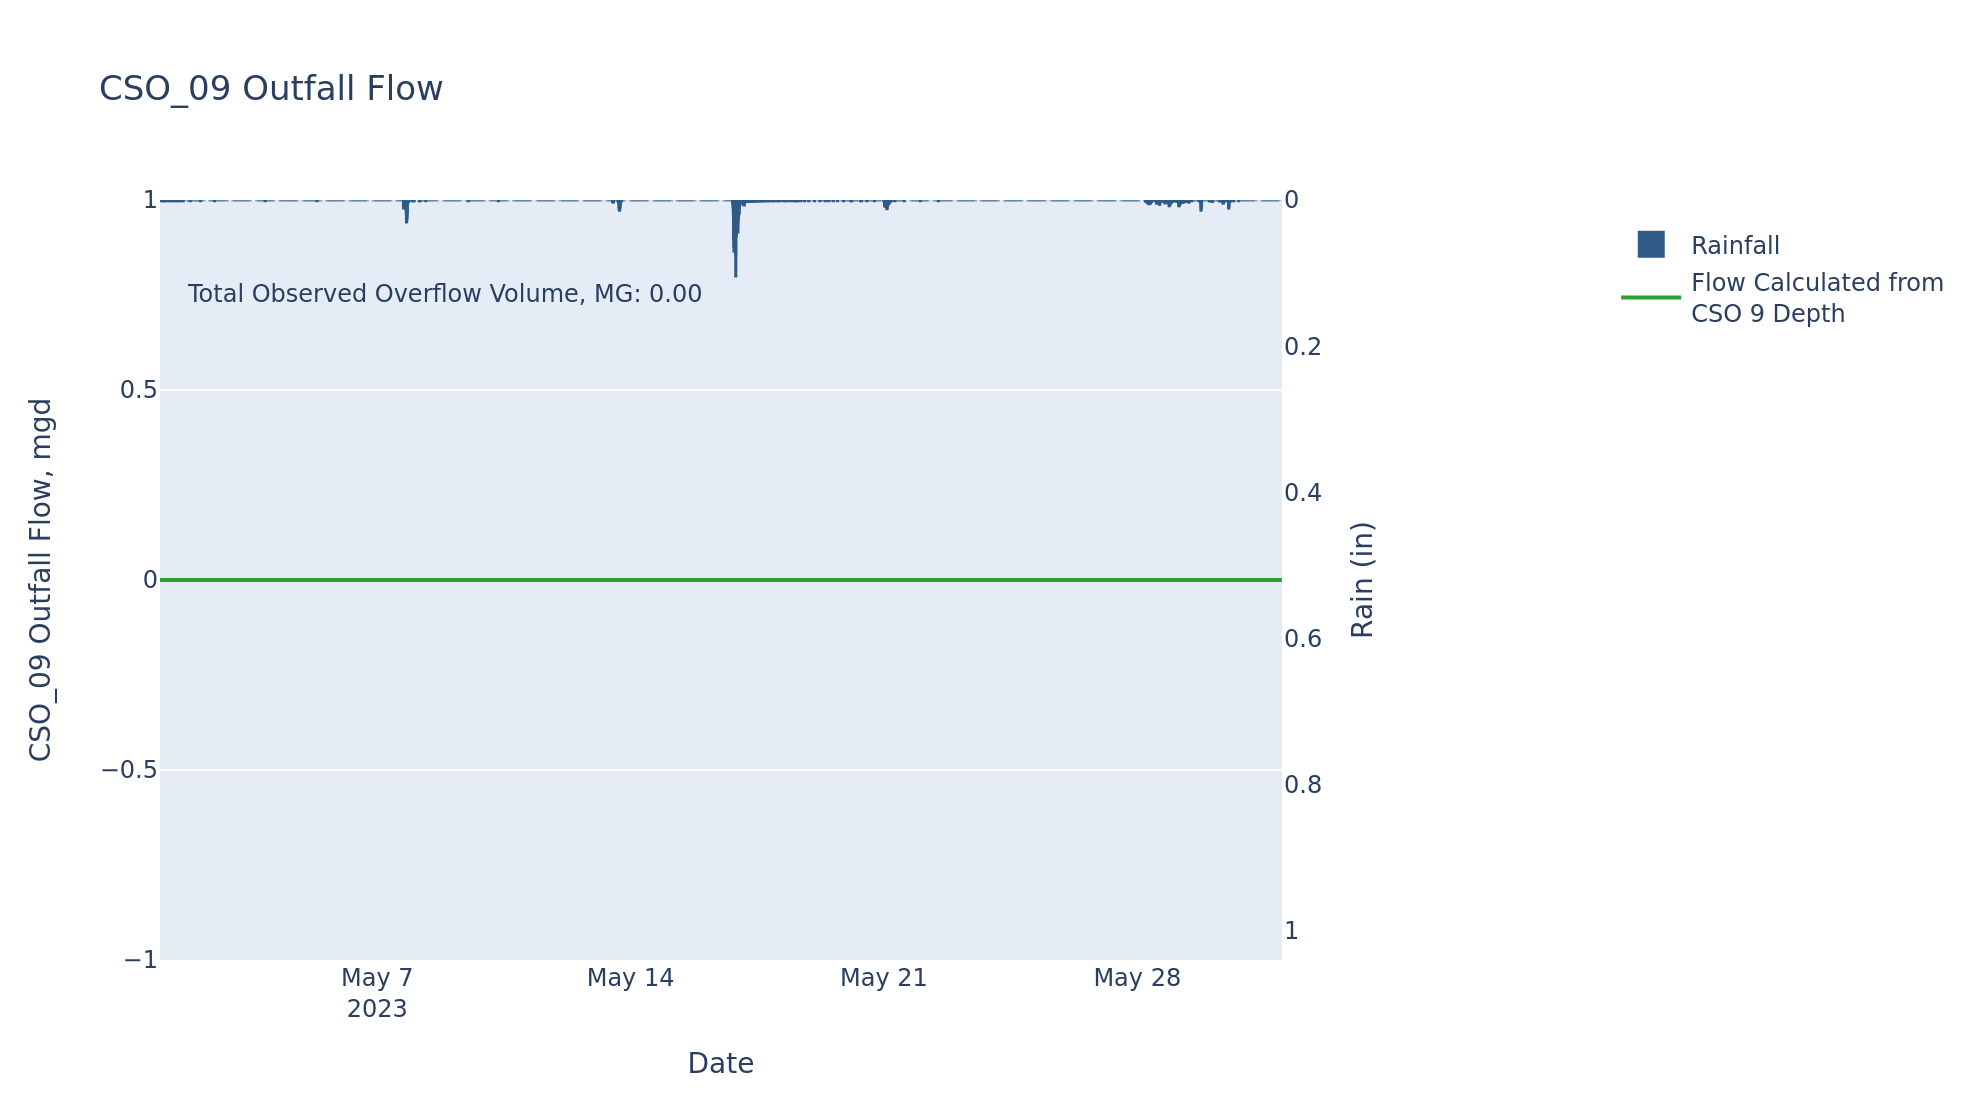 CSO_09 Outfall Flow
1
0.5
0
−0.5
−1
CSO_09 Outfall Flow, mgd
Total Observed Overflow Volume, MG: 0.00
0
0.2
0.4
0.6
0.8
1
Rain (in)
May 7
2023
May 14
May 21
May 28
Date
Rainfall
Flow Calculated from
CSO 9 Depth